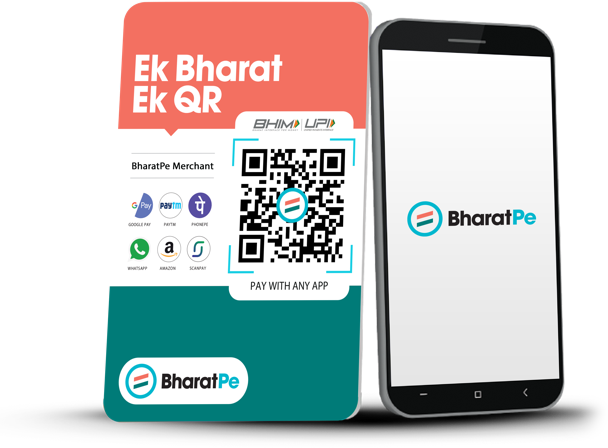 Ek Bharat
Ek QR
BHIM UPI
BharatPe Merchant
G Pay
Paytm
पे
GOOGLE PAY
PAYTM
PHONEPE
a
WHATSAPP
AMAZON
SCANPAY
PAY WITH ANY APP
BharatPe
BharatPe